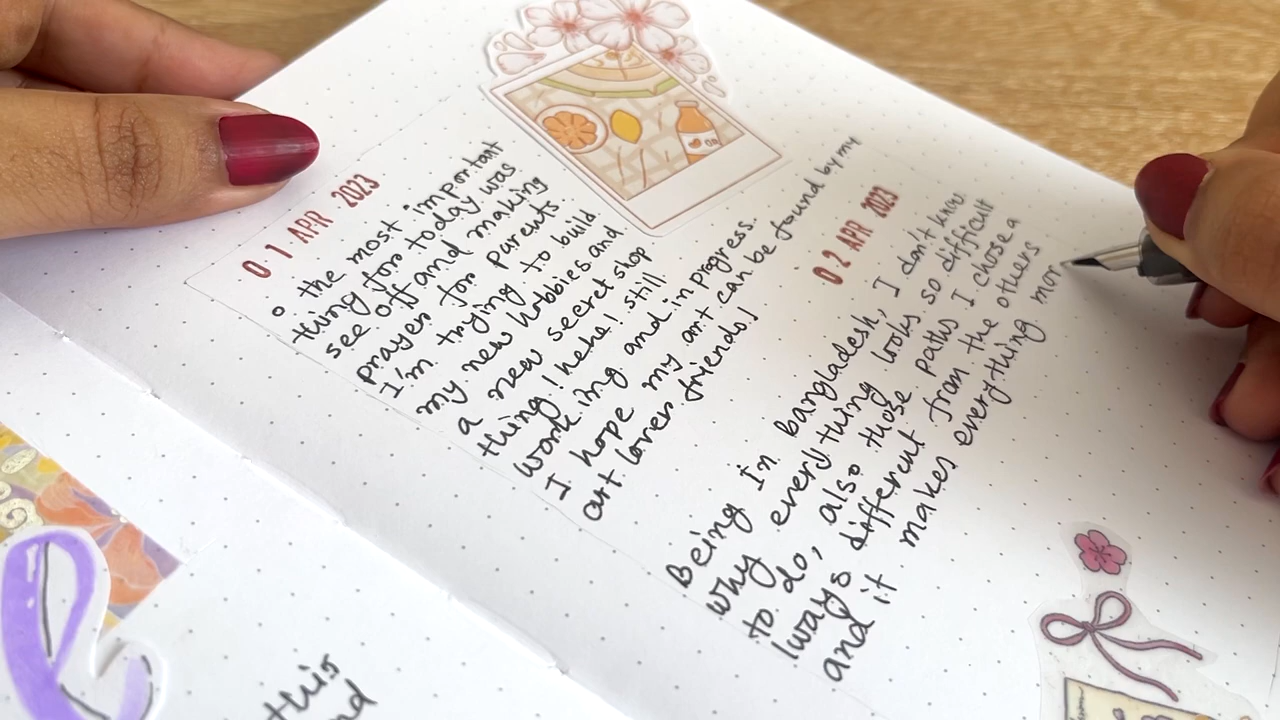 01 APR 2023
o the most important
thing for today was
see off and making
prayer for parents.
I'm trying to build
my new hobbies and
a new secret shop
thing! hehe! still
working and in progress.
I hope my art can be found by my
art lover friends!
02 APR 2023
Being In bangladesh, I don't know
why everything looks so difficult
to do, also those paths I chose a
lways different from the others
and it makes everything mor
this
nd